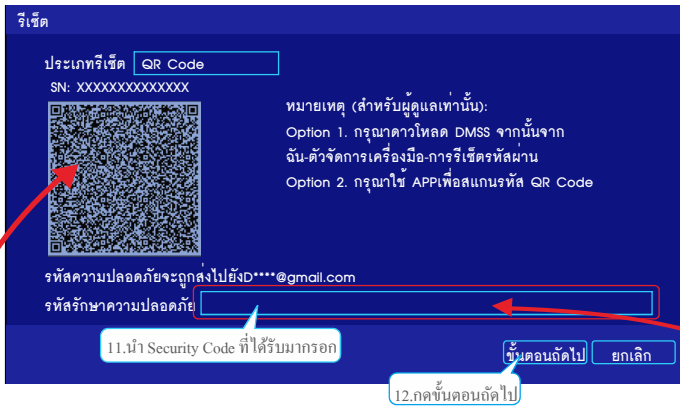 รีเซ็ต
ประเภทรีเซ็ต QR Code
SN: XXXXXXXXXXXXXX
หมายเหตุ (สำหรับผู้ดูแลเท่านั้น):
Option 1. กรุณาดาวโหลด DMSS จากนั้นจาก
ฉัน-ตัวจัดการเครื่องมือ-การรีเซ็ตรหัสผ่าน
Option 2. กรุณาใช้ APPเพื่อสแกนรหัส QR Code
รหัสความปลอดภัยจะถูกส่งไปยังD****@gmail.com
รหัสรักษาความปลอดภัย
11.นำ Security Code ที่ได้รับมากรอก
ขั้นตอนถัดไป ยกเลิก
12.กดขั้นตอนถัดไป